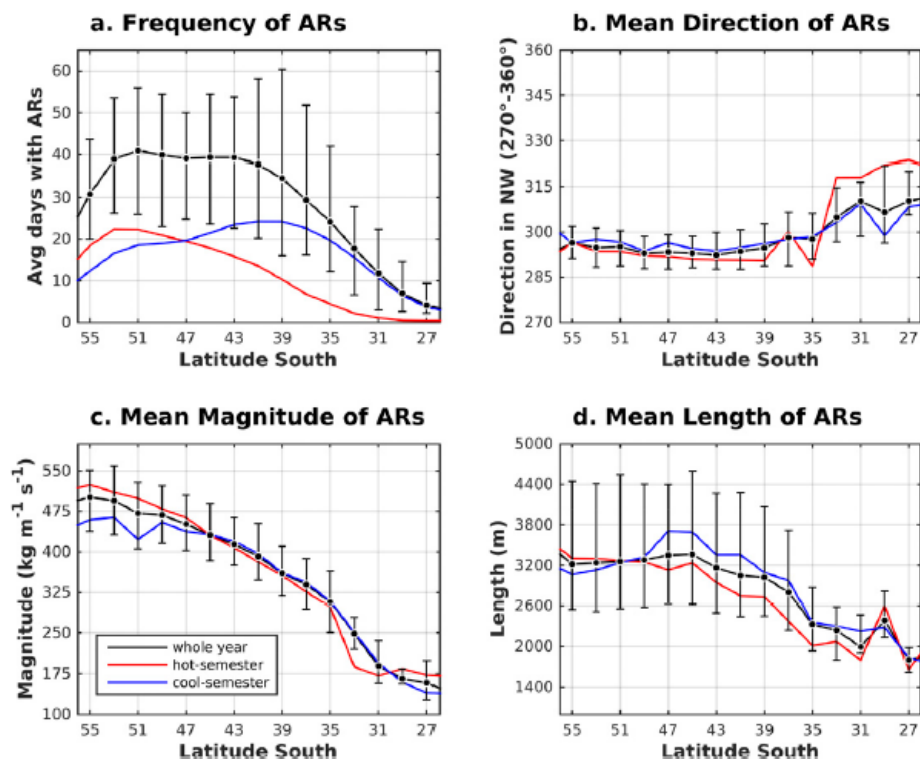 a. Frequency of ARs
Avg days with ARs
60
50
40
30
20
10
0
55 51 47 43 39 35 31 27
Latitude South
b. Mean Direction of ARs
Direction in NW (270°-360°)
360
345
330
315
300
285
270
55 51 47 43 39 35 31 27
Latitude South
c. Mean Magnitude of ARs
Magnitude (kg m⁻¹ s⁻¹)
550
475
400
325
250
175
100
whole year
hot-semester
cool-semester
55 51 47 43 39 35 31 27
Latitude South
d. Mean Length of ARs
Length (m)
5000
4400
3800
3200
2600
2000
1400
55 51 47 43 39 35 31 27
Latitude South